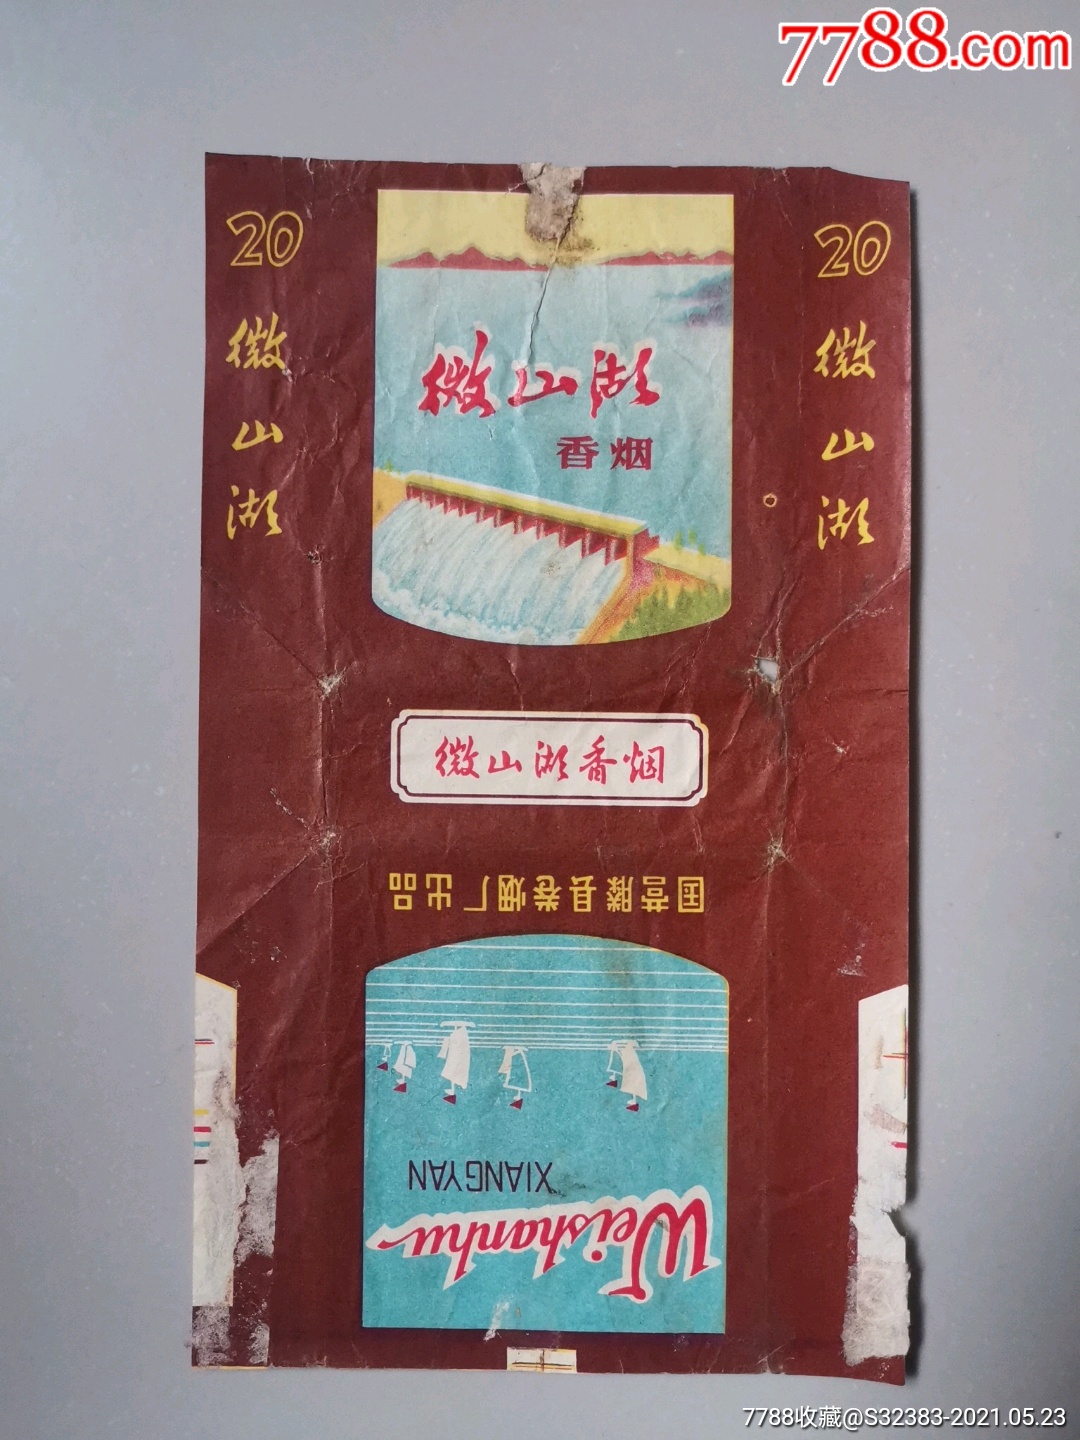 7788.com
20
微山湖
20
微山湖
微山湖
香烟
微山湖香烟
国营滕县卷烟厂出品
Weishanhu
XIANGYAN
7788收藏@S32383-2021.05.23